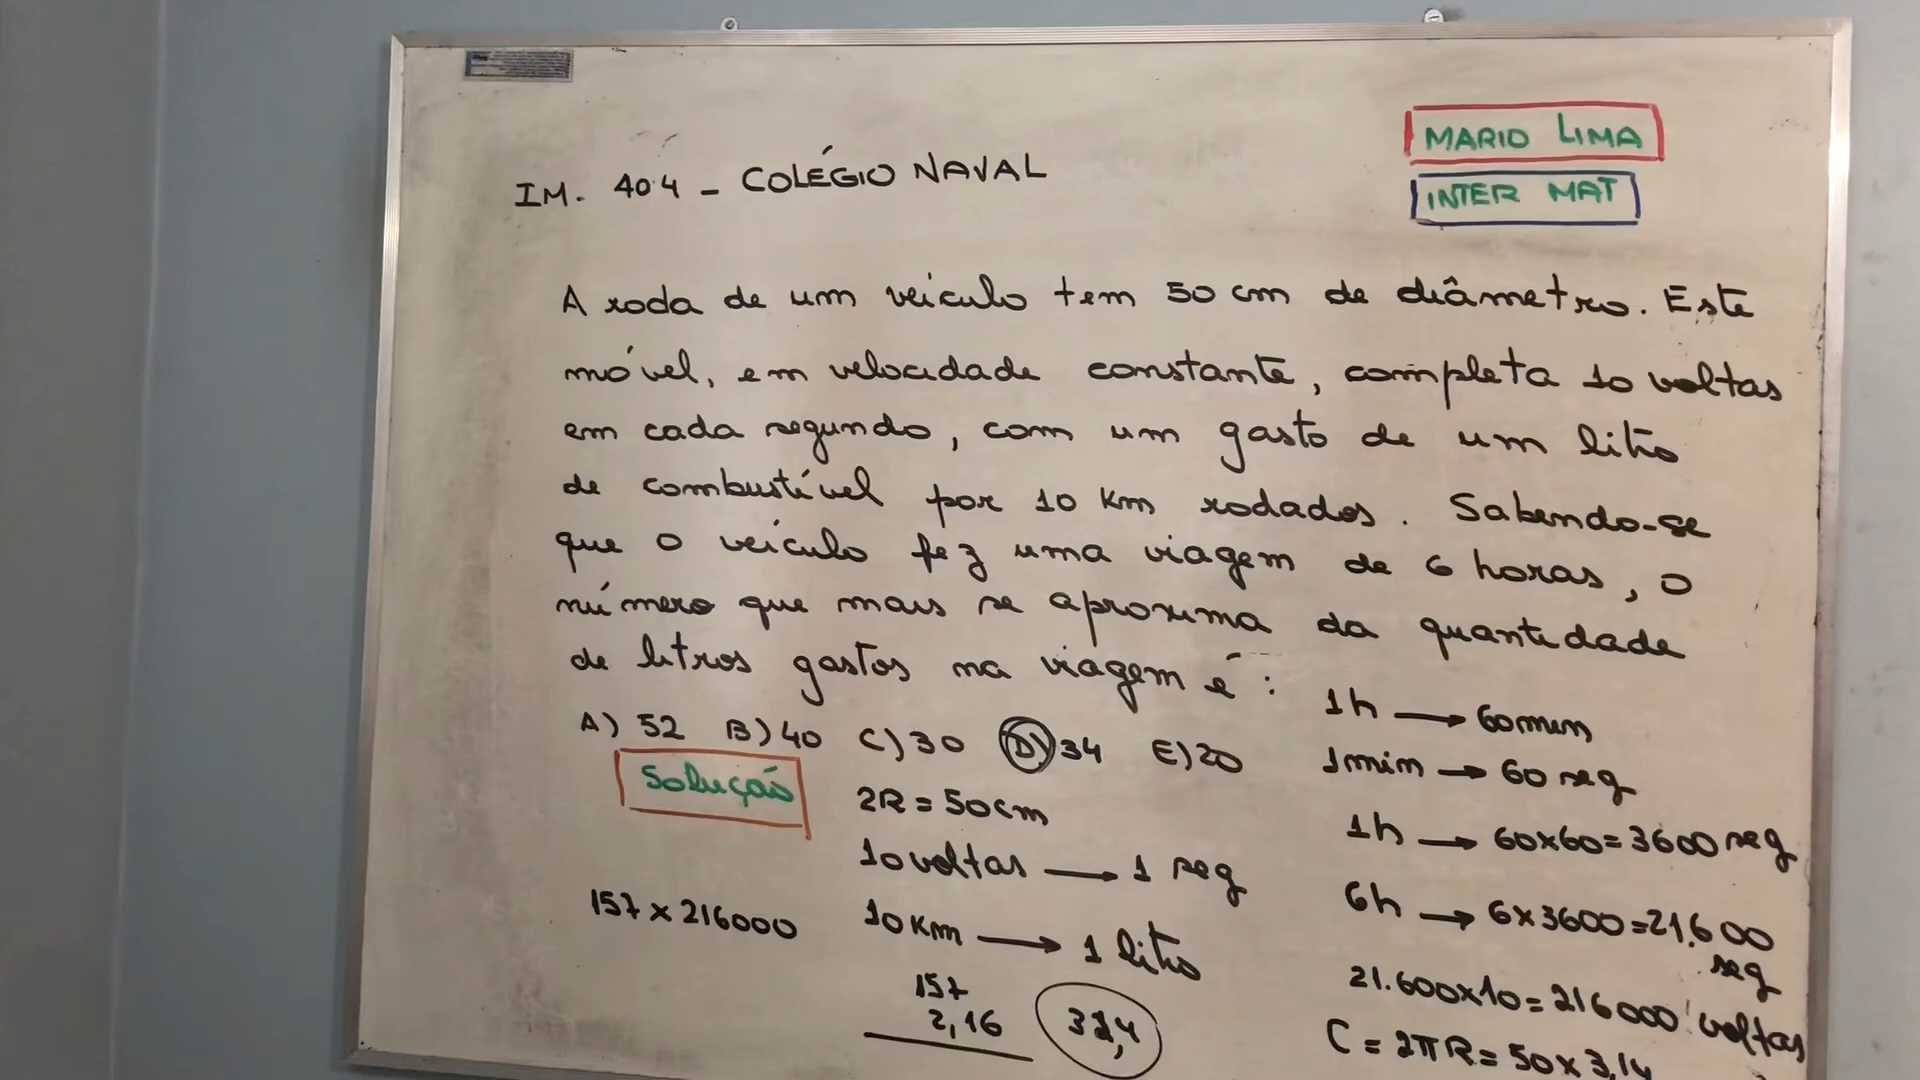 MARIO LIMA
INTER MAT
IM. 404 - COLÉGIO NAVAL
A roda de um veiculo tem 50 cm de diâmetro. Este
móvel, em velocidade constante, completa 10 voltas
em cada segundo, com um gasto de um litro
de combustível por 10 Km rodados. Sabendo-se
que o veículo fez uma viagem de 6 horas, o
número que mais se aproxima da quantidade
de litros gastos na viagem é:
A) 52 B) 40 C) 30 D) 34 E) 20
Solução
2R = 50cm
10 voltas → 1 seg
10 Km → 1 litro
157 x 216000
157
2,16
1h → 60 min
1 min → 60 seg
1h → 60x60= 3600 seg
6h → 6x3600=21.600
seg
21.600x10= 216000 voltas
C = 2πR = 50 x 3,14